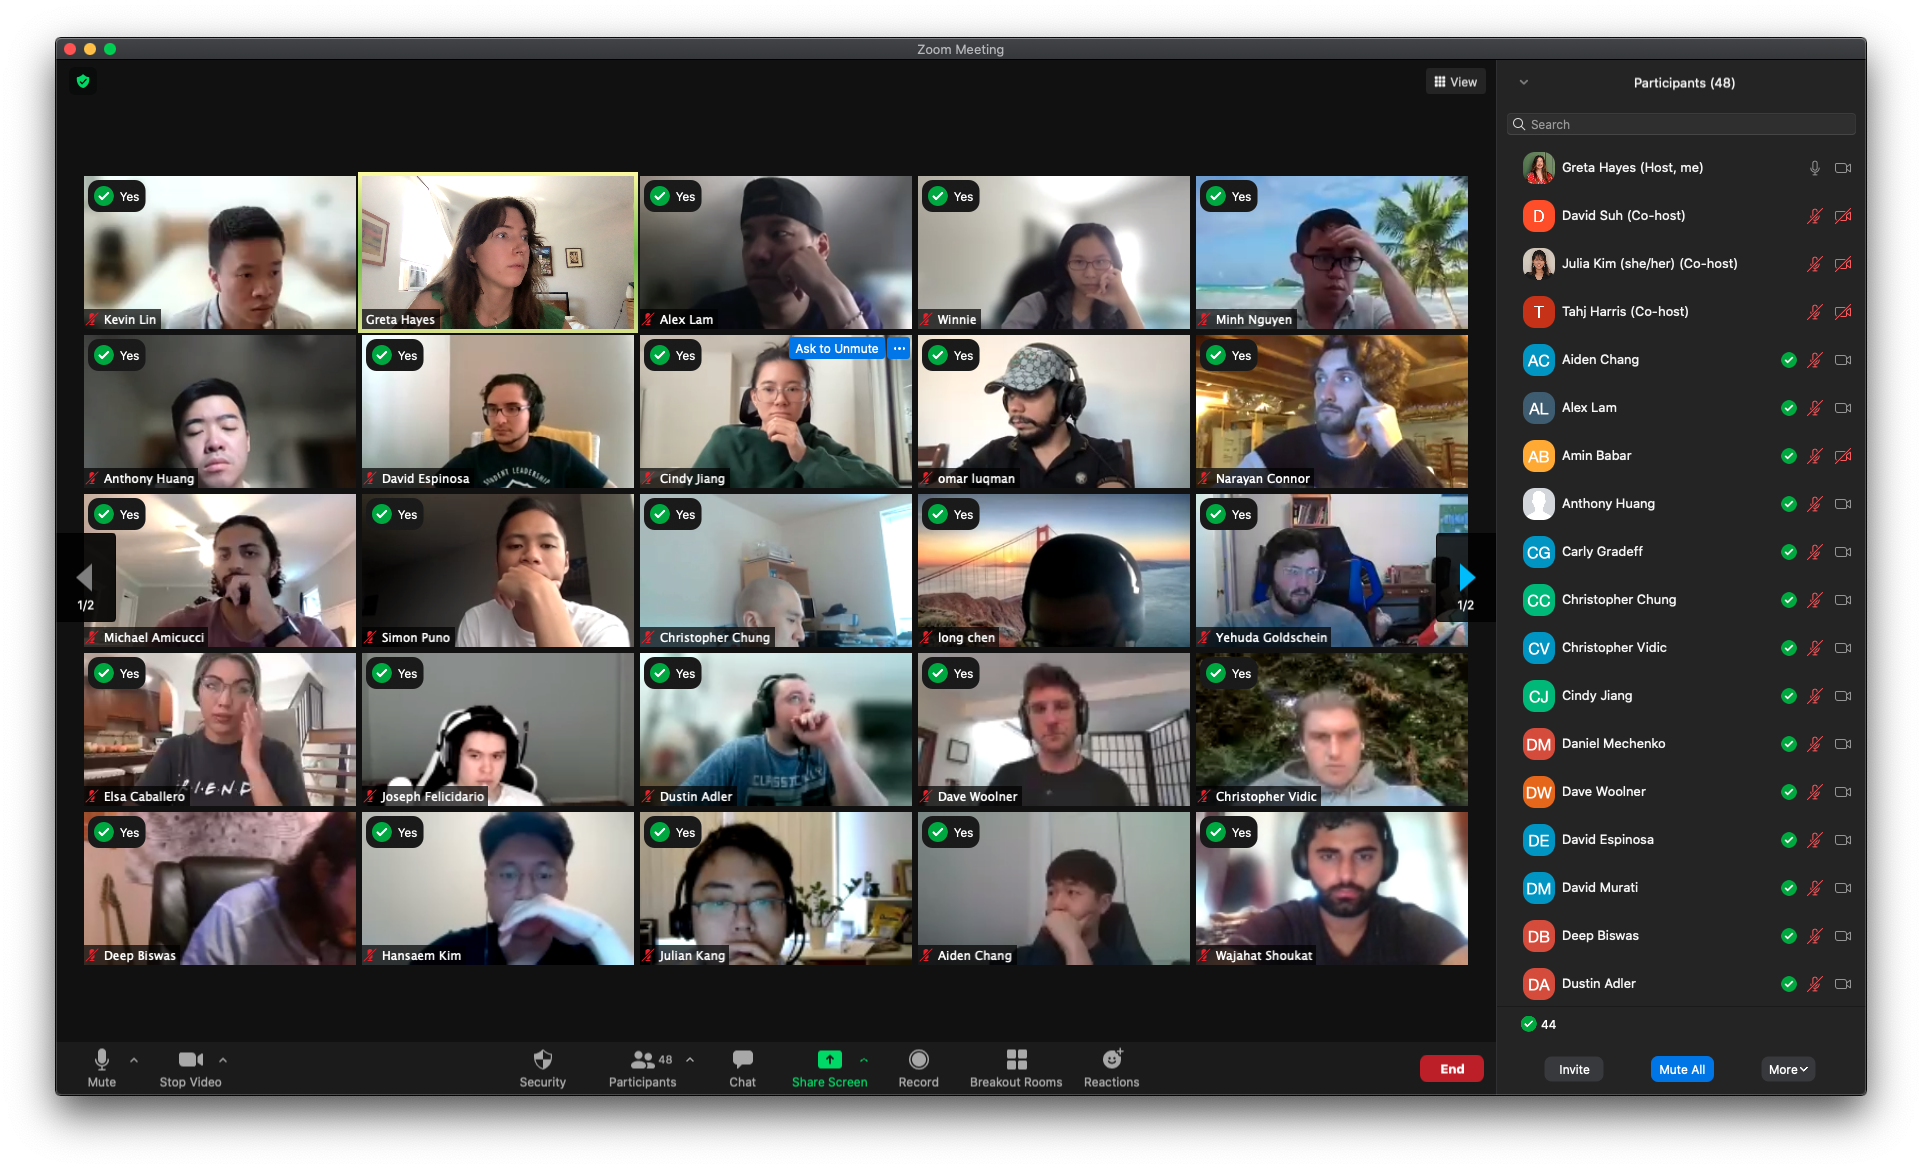 Zoom Meeting
View
Yes
Kevin Lin
Greta Hayes
Yes
Alex Lam
Yes
Winnie
Yes
Minh Nguyen
Yes
Anthony Huang
Yes
David Espinosa
STUDENT LEADERSHIP
Yes
Ask to Unmute ...
Cindy Jiang
Yes
omar luqman
Yes
Narayan Connor
Yes
1/2
Michael Amicucci
Yes
Simon Puno
Yes
Christopher Chung
Yes
long chen
Yes
1/2
Yehuda Goldschein
Yes
Elsa Caballero
Yes
Joseph Felicidario
Yes
CLASSICALLY
Dustin Adler
Yes
Dave Woolner
Yes
Christopher Vidic
Yes
Deep Biswas
Yes
Hansaem Kim
Yes
Julian Kang
Yes
Aiden Chang
Yes
Wajahat Shoukat
Mute
Stop Video
Security
48
Participants
Chat
Share Screen
Record
Breakout Rooms
Reactions
End
Participants (48)
Search
Greta Hayes (Host, me)
D David Suh (Co-host)
Julia Kim (she/her) (Co-host)
T Tahj Harris (Co-host)
AC Aiden Chang
AL Alex Lam
AB Amin Babar
Anthony Huang
CG Carly Gradeff
CC Christopher Chung
CV Christopher Vidic
CJ Cindy Jiang
DM Daniel Mechenko
DW Dave Woolner
DE David Espinosa
DM David Murati
DB Deep Biswas
DA Dustin Adler
44
Invite
Mute All
More